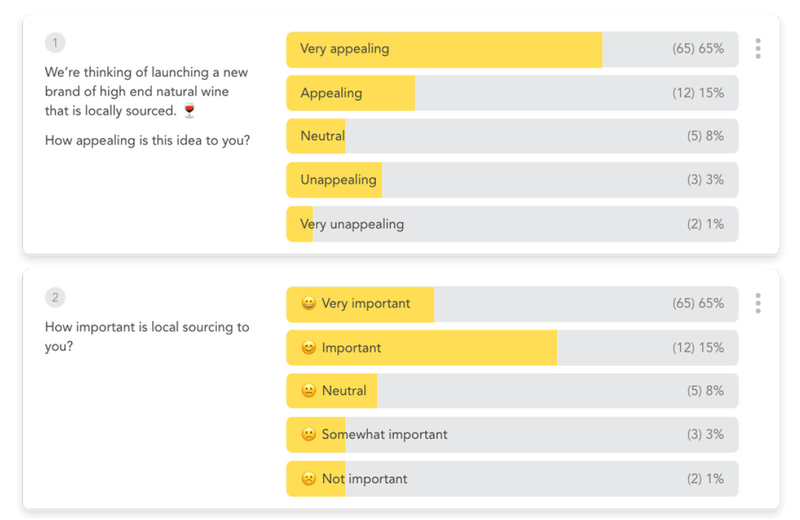 1
We’re thinking of launching a new
brand of high end natural wine
that is locally sourced. 🍷
How appealing is this idea to you?
Very appealing (65) 65%
Appealing (12) 15%
Neutral (5) 8%
Unappealing (3) 3%
Very unappealing (2) 1%
2
How important is local sourcing to
you?
😀 Very important (65) 65%
😊 Important (12) 15%
😐 Neutral (5) 8%
🙁 Somewhat important (3) 3%
☹️ Not important (2) 1%